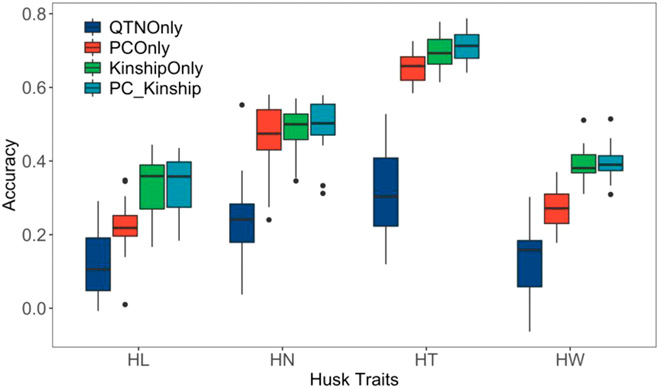 0.8
0.6
0.4
0.2
0.0
Accuracy
QTNOnly
PCOnly
KinshipOnly
PC_Kinship
HL HN HT HW
Husk Traits